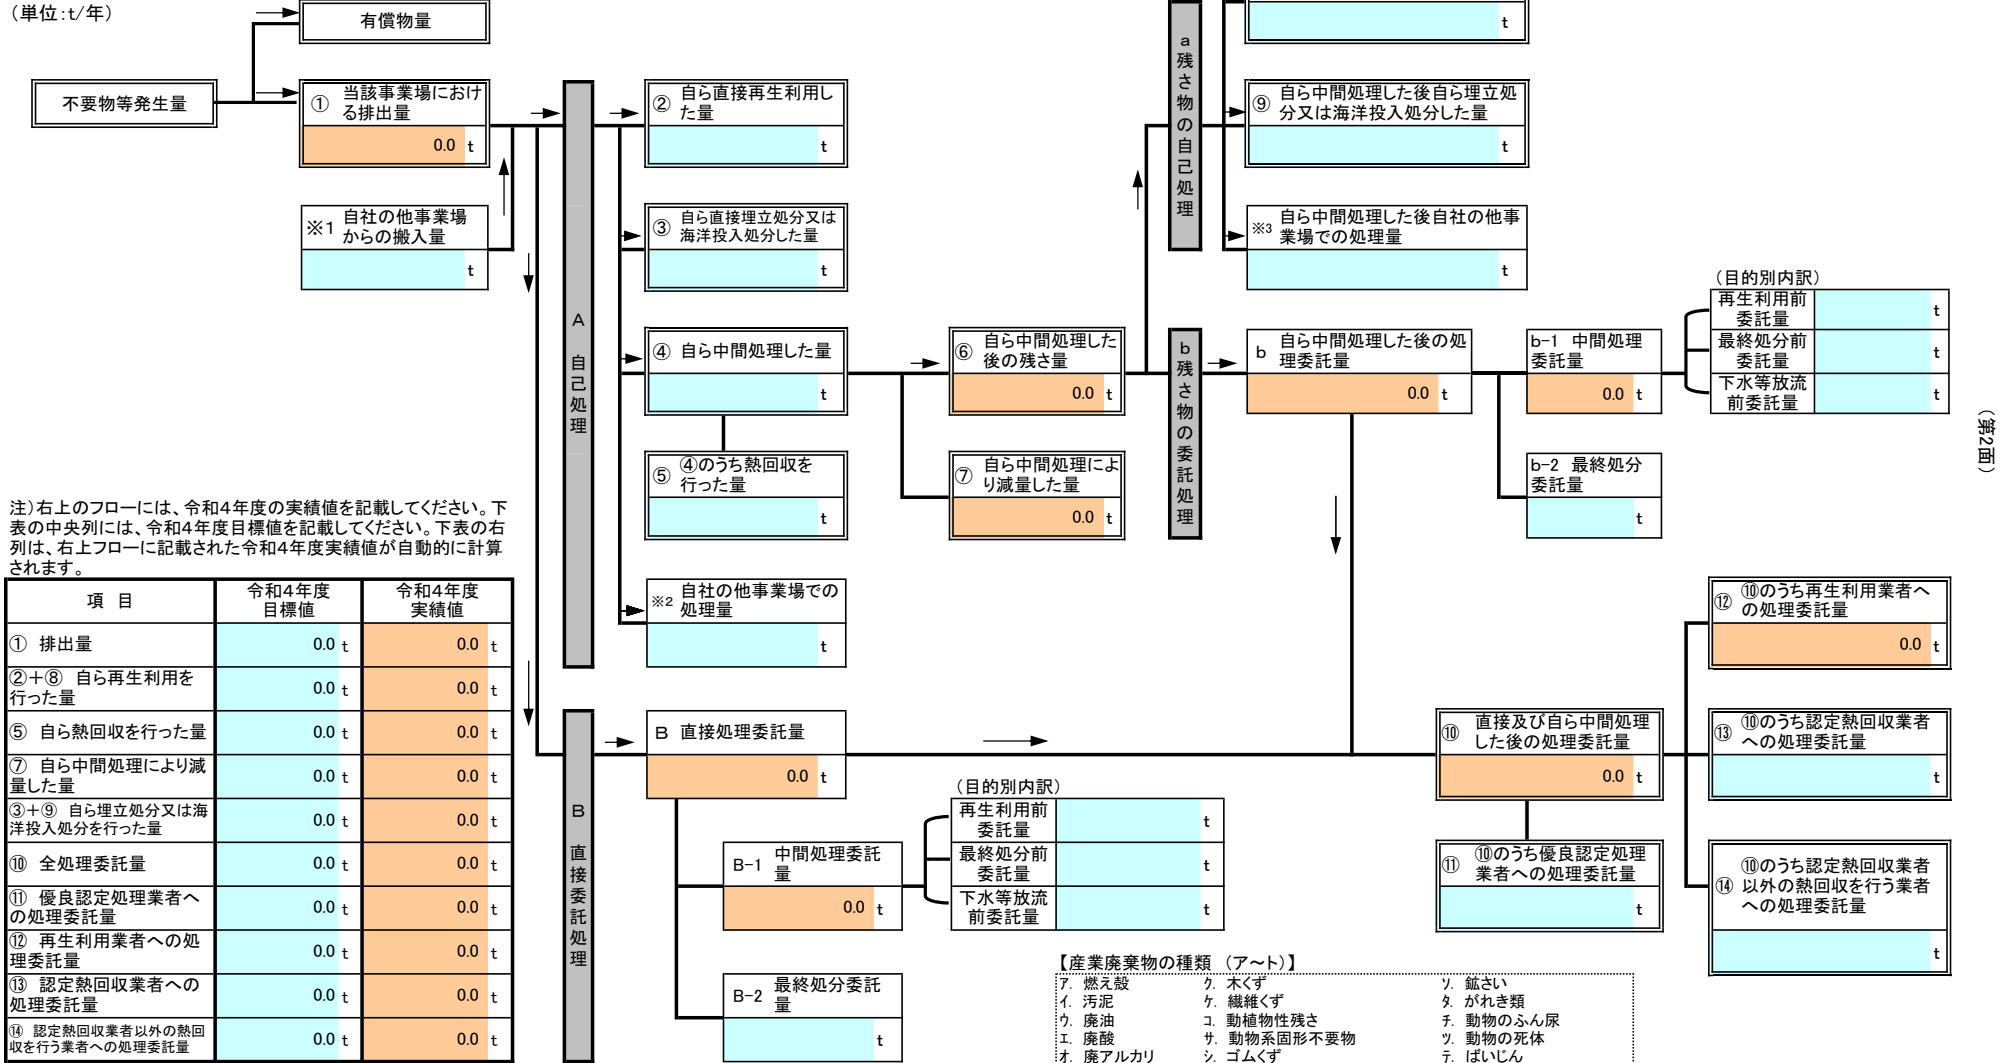 (単位:t/年)
有償物量
不要物等発生量
① 当該事業場におけ
る排出量
0.0 t
※1 自社の他事業場
からの搬入量
t
A 自己処理
② 自ら直接再生利用し
た量
t
③ 自ら直接埋立処分又は
海洋投入処分した量
t
④ 自ら中間処理した量
t
⑤ ④のうち熱回収を
行った量
t
※2 自社の他事業場での
処理量
t
⑥ 自ら中間処理した
後の残さ量
0.0 t
⑦ 自ら中間処理によ
り減量した量
0.0 t
a 残さ物の自己処理
t
⑨ 自ら中間処理した後自ら埋立処
分又は海洋投入処分した量
t
※3 自ら中間処理した後自社の他事
業場での処理量
t
b 残さ物の委託処理
b 自ら中間処理した後の処
理委託量
0.0 t
b-1 中間処理
委託量
0.0 t
b-2 最終処分
委託量
t
(目的別内訳)
再生利用前
委託量
t
最終処分前
委託量
t
下水等放流
前委託量
t
(第2面)
注)右上のフローには、令和4年度の実績値を記載してください。下
表の中央列には、令和4年度目標値を記載してください。下表の右
列は、右上フローに記載された令和4年度実績値が自動的に計算
されます。
項 目 令和4年度 目標値 令和4年度 実績値
① 排出量 0.0 t 0.0 t
②+⑧ 自ら再生利用を
行った量 0.0 t 0.0 t
⑤ 自ら熱回収を行った量 0.0 t 0.0 t
⑦ 自ら中間処理により減
量した量 0.0 t 0.0 t
③+⑨ 自ら埋立処分又は海
洋投入処分を行った量 0.0 t 0.0 t
⑩ 全処理委託量 0.0 t 0.0 t
⑪ 優良認定処理業者へ
の処理委託量 0.0 t 0.0 t
⑫ 再生利用業者への処
理委託量 0.0 t 0.0 t
⑬ 認定熱回収業者への
処理委託量 0.0 t 0.0 t
⑭ 認定熱回収業者以外の熱回
収を行う業者への処理委託量 0.0 t 0.0 t
B 直接委託処理
B 直接処理委託量
0.0 t
B-1 中間処理委託
量
0.0 t
B-2 最終処分委託
量
t
(目的別内訳)
再生利用前
委託量
t
最終処分前
委託量
t
下水等放流
前委託量
t
⑩ 直接及び自ら中間処理
した後の処理委託量
0.0 t
⑪ ⑩のうち優良認定処理
業者への処理委託量
t
⑫ ⑩のうち再生利用業者へ
の処理委託量
0.0 t
⑬ ⑩のうち認定熱回収業者
への処理委託量
t
⑭ ⑩のうち認定熱回収業者
以外の熱回収を行う業者
への処理委託量
t
【産業廃棄物の種類 (ア~ト)】
ア. 燃え殻 ク. 木くず ソ. 鉱さい
イ. 汚泥 ケ. 繊維くず タ. がれき類
ウ. 廃油 コ. 動植物性残さ チ. 動物のふん尿
エ. 廃酸 サ. 動物系固形不要物 ツ. 動物の死体
オ. 廃アルカリ シ. ゴムくず テ. ばいじん